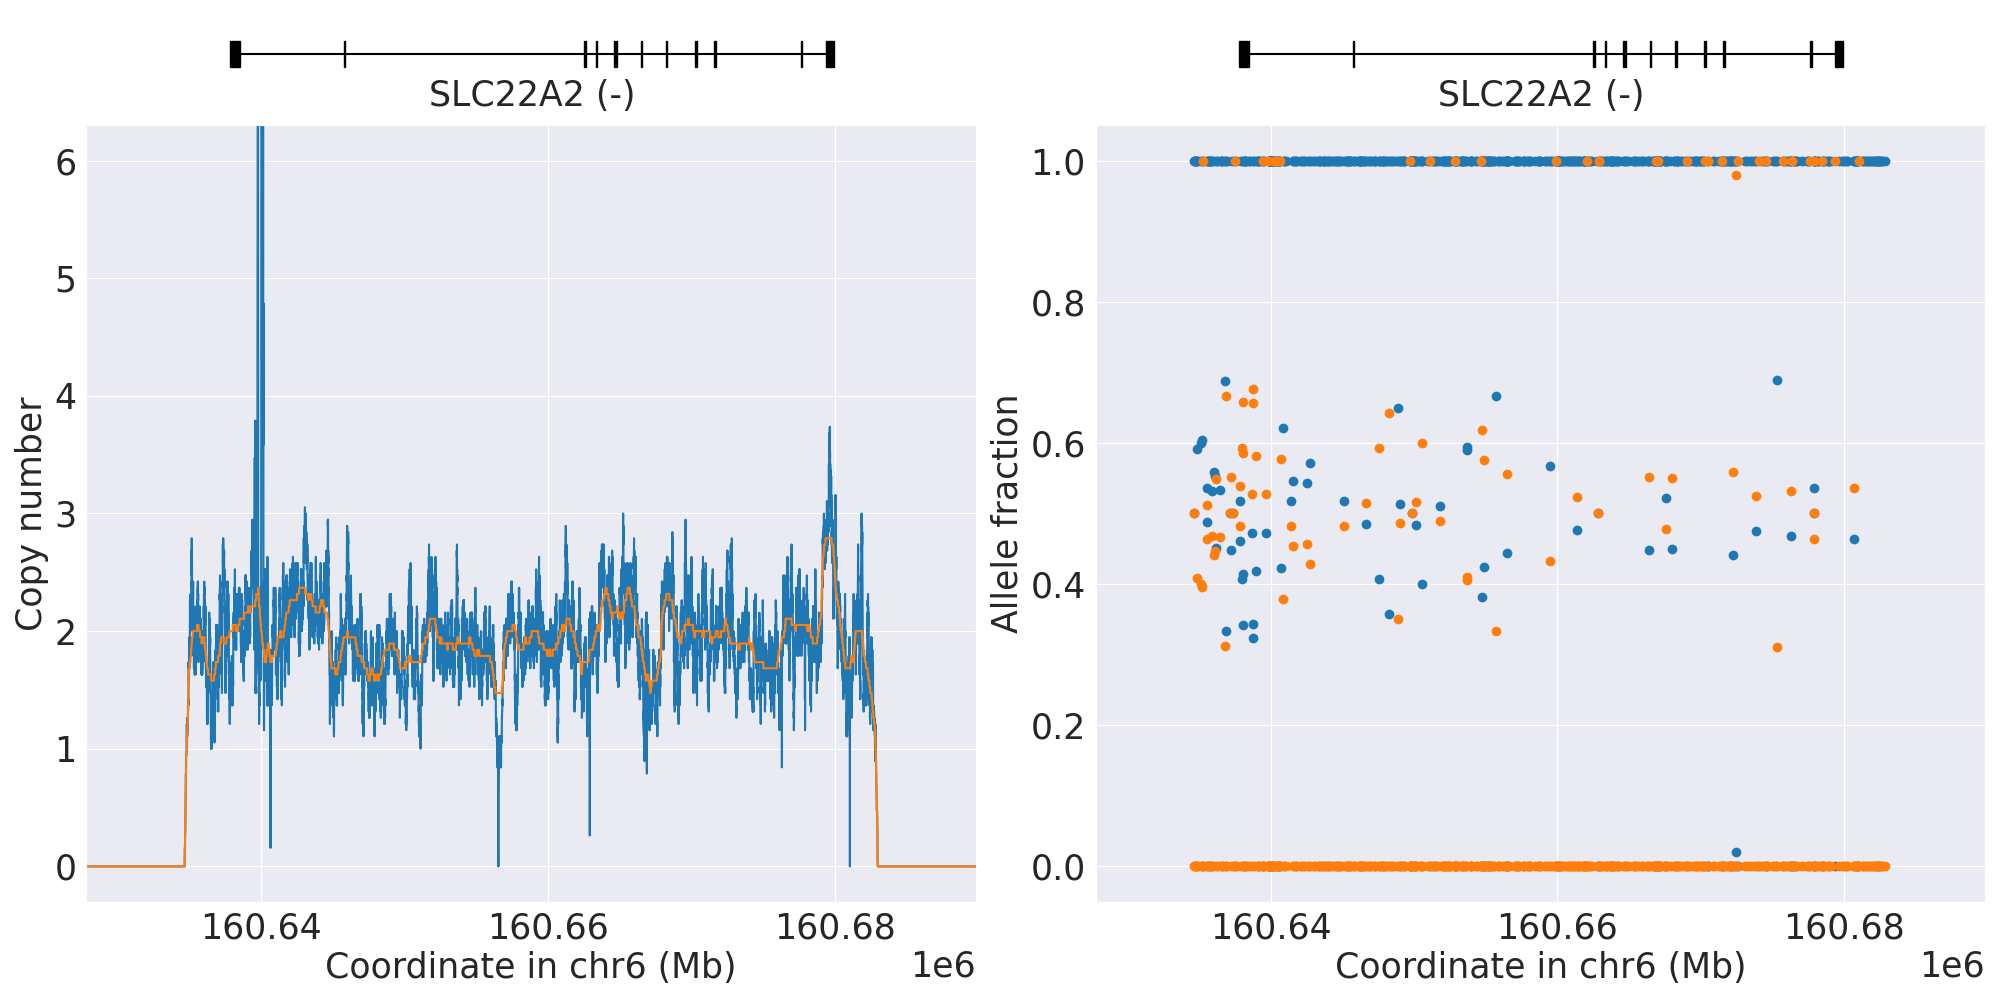 SLC22A2 (-)
SLC22A2 (-)
Copy number
6
5
4
3
2
1
0
160.64
160.66
160.68
Coordinate in chr6 (Mb)
1e6
Allele fraction
1.0
0.8
0.6
0.4
0.2
0.0
160.64
160.66
160.68
Coordinate in chr6 (Mb)
1e6